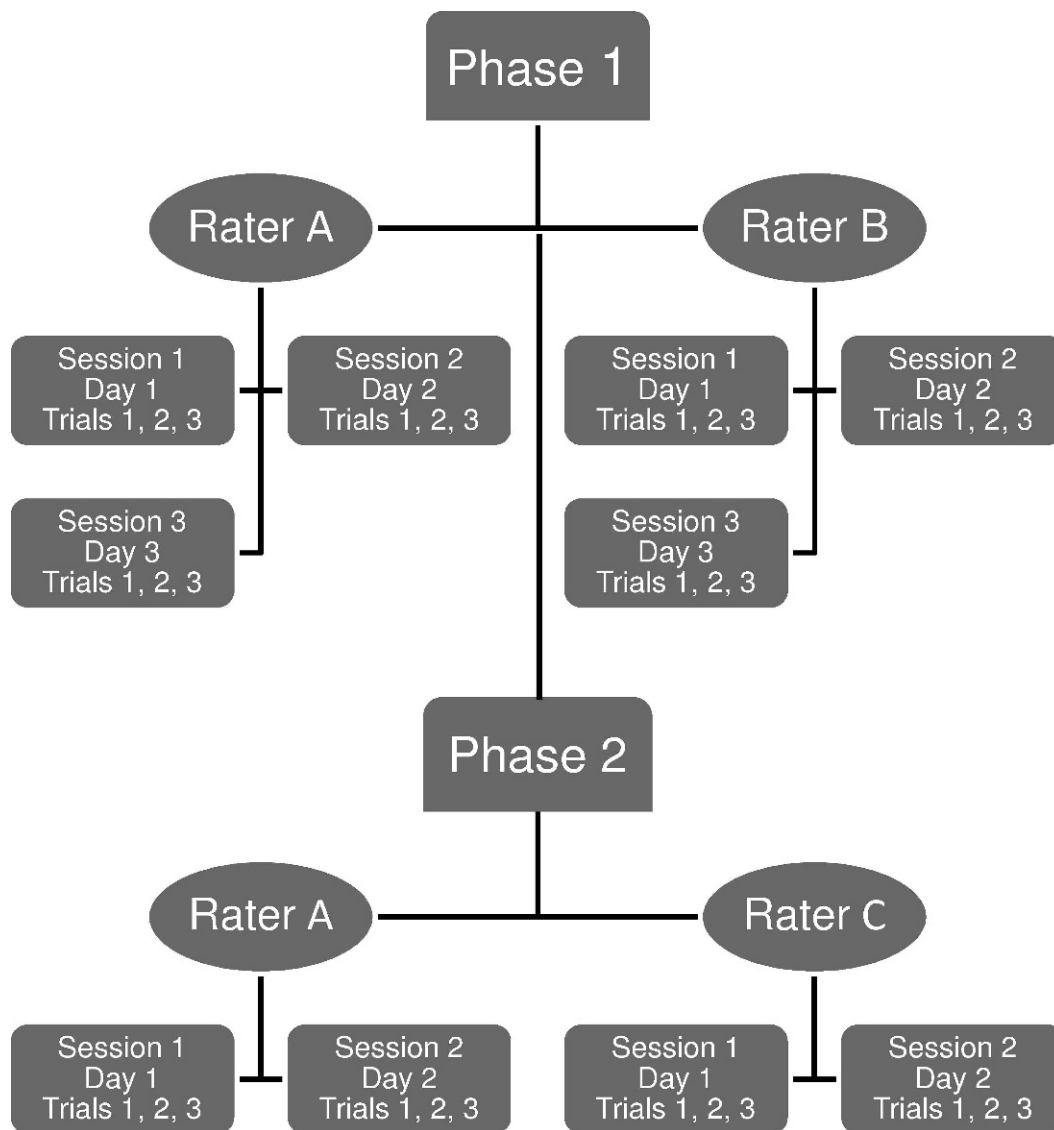 Phase 1
Rater A
Rater B
Session 1
Day 1
Trials 1, 2, 3
Session 2
Day 2
Trials 1, 2, 3
Session 1
Day 1
Trials 1, 2, 3
Session 2
Day 2
Trials 1, 2, 3
Session 3
Day 3
Trials 1, 2, 3
Session 3
Day 3
Trials 1, 2, 3
Phase 2
Rater A
Rater C
Session 1
Day 1
Trials 1, 2, 3
Session 2
Day 2
Trials 1, 2, 3
Session 1
Day 1
Trials 1, 2, 3
Session 2
Day 2
Trials 1, 2, 3